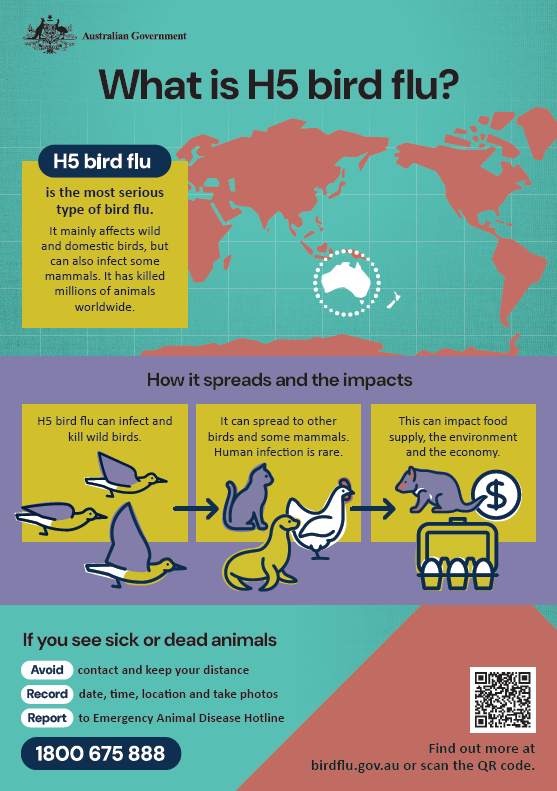 Australian Government
What is H5 bird flu?
H5 bird flu
is the most serious
type of bird flu.
It mainly affects wild
and domestic birds, but
can also infect some
mammals. It has killed
millions of animals
worldwide.
How it spreads and the impacts
H5 bird flu can infect and
kill wild birds.
It can spread to other
birds and some mammals.
Human infection is rare.
This can impact food
supply, the environment
and the economy.
$
If you see sick or dead animals
Avoid contact and keep your distance
Record date, time, location and take photos
Report to Emergency Animal Disease Hotline
1800 675 888
Find out more at
birdflu.gov.au or scan the QR code.